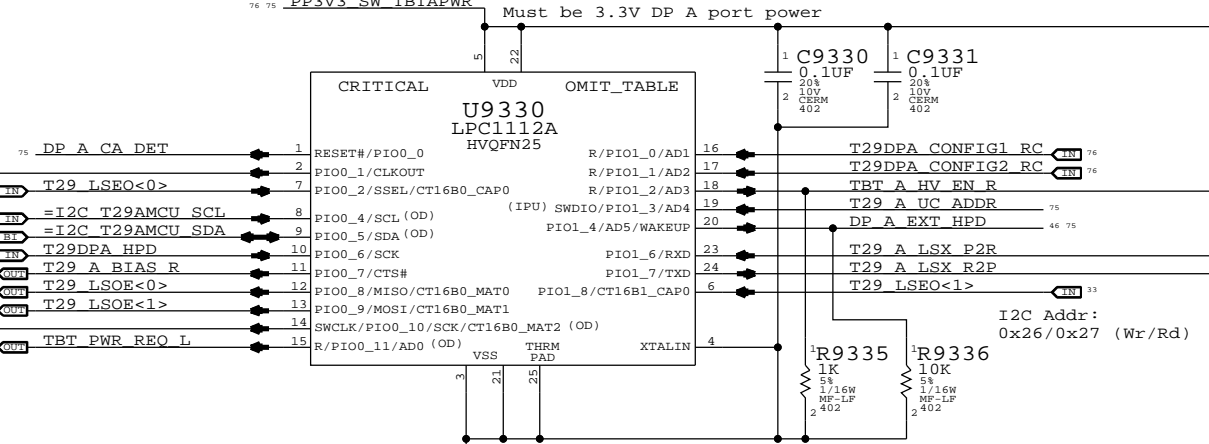 76 75 PP3V3_SW_TBTAPWR
Must be 3.3V DP A port power
5
22
CRITICAL
VDD
OMIT_TABLE
U9330
LPC1112A
HVQFN25
1 C9330
0.1UF
20%
10V
2 CERM
402
1 C9331
0.1UF
20%
10V
2 CERM
402
75 DP_A_CA_DET 1 RESET#/PIO0_0
2 PIO0_1/CLKOUT
IN T29_LSEO<0> 7 PIO0_2/SSEL/CT16B0_CAP0
IN =I2C_T29AMCU_SCL 8 PIO0_4/SCL (OD)
BI =I2C_T29AMCU_SDA 9 PIO0_5/SDA (OD)
IN T29DPA_HPD 10 PIO0_6/SCK
OUT T29_A_BIAS_R 11 PIO0_7/CTS#
OUT T29_LSOE<0> 12 PIO0_8/MISO/CT16B0_MAT0
OUT T29_LSOE<1> 13 PIO0_9/MOSI/CT16B0_MAT1
14 SWCLK/PIO0_10/SCK/CT16B0_MAT2 (OD)
OUT TBT_PWR_REQ_L 15 R/PIO0_11/AD0 (OD)
R/PIO1_0/AD1 16 T29DPA_CONFIG1_RC IN 76
R/PIO1_1/AD2 17 T29DPA_CONFIG2_RC IN 76
R/PIO1_2/AD3 18 TBT_A_HV_EN_R
(IPU) SWDIO/PIO1_3/AD4 19 T29_A_UC_ADDR 75
PIO1_4/AD5/WAKEUP 20 DP_A_EXT_HPD 46 75
PIO1_6/RXD 23 T29_A_LSX_P2R
PIO1_7/TXD 24 T29_A_LSX_R2P
PIO1_8/CT16B1_CAP0 6 T29_LSEO<1> IN 33
I2C Addr:
0x26/0x27 (Wr/Rd)
XTALIN 4
VSS
THRM
PAD
3
21
25
1 R9335
1K
5%
1/16W
MF-LF
2 402
1 R9336
10K
5%
1/16W
MF-LF
2 402